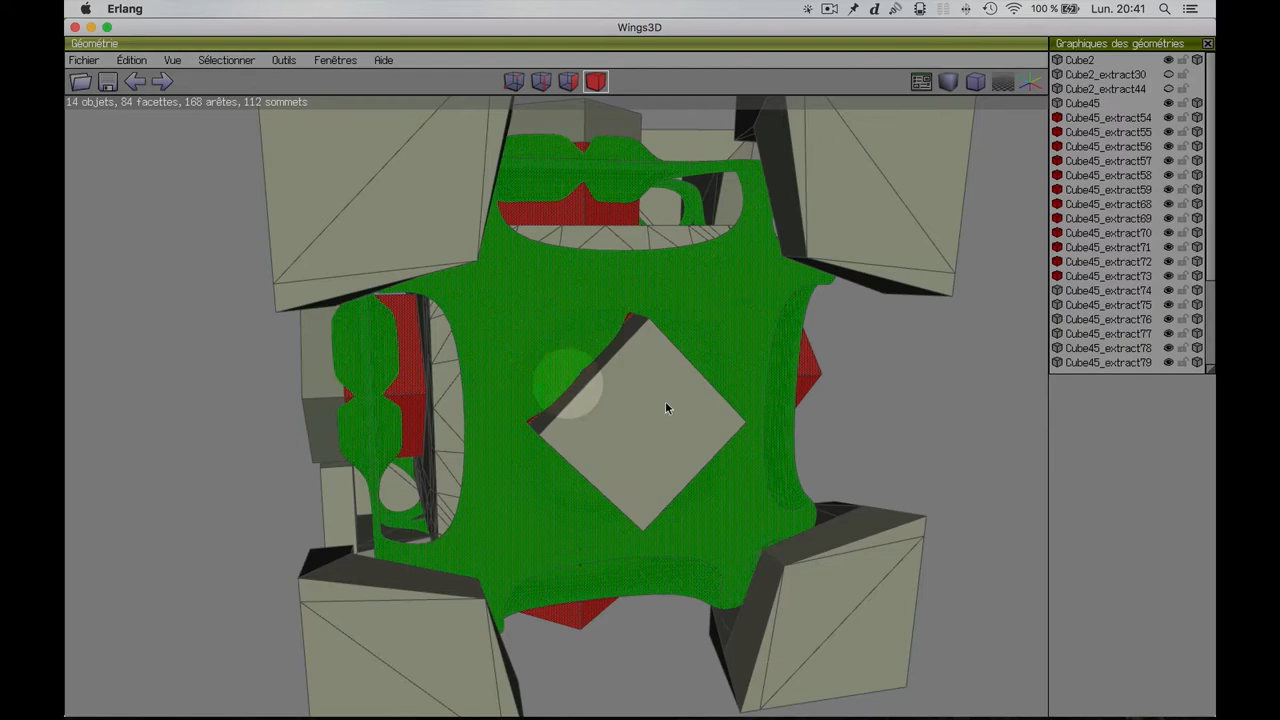 Erlang
100 %
Lun. 20:41
Wings3D
Géométrie
Graphiques des géométries
Fichier Édition Vue Sélectionner Outils Fenêtres Aide
14 objets, 84 facettes, 168 arêtes, 112 sommets
Cube2
Cube2_extract30
Cube2_extract44
Cube45
Cube45_extract54
Cube45_extract55
Cube45_extract56
Cube45_extract57
Cube45_extract58
Cube45_extract59
Cube45_extract68
Cube45_extract69
Cube45_extract70
Cube45_extract71
Cube45_extract72
Cube45_extract73
Cube45_extract74
Cube45_extract75
Cube45_extract76
Cube45_extract77
Cube45_extract78
Cube45_extract79